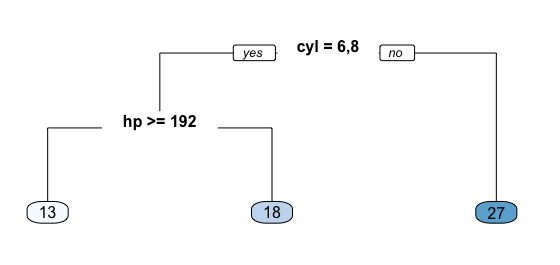 yes cyl = 6,8 no
hp >= 192
13 18 27